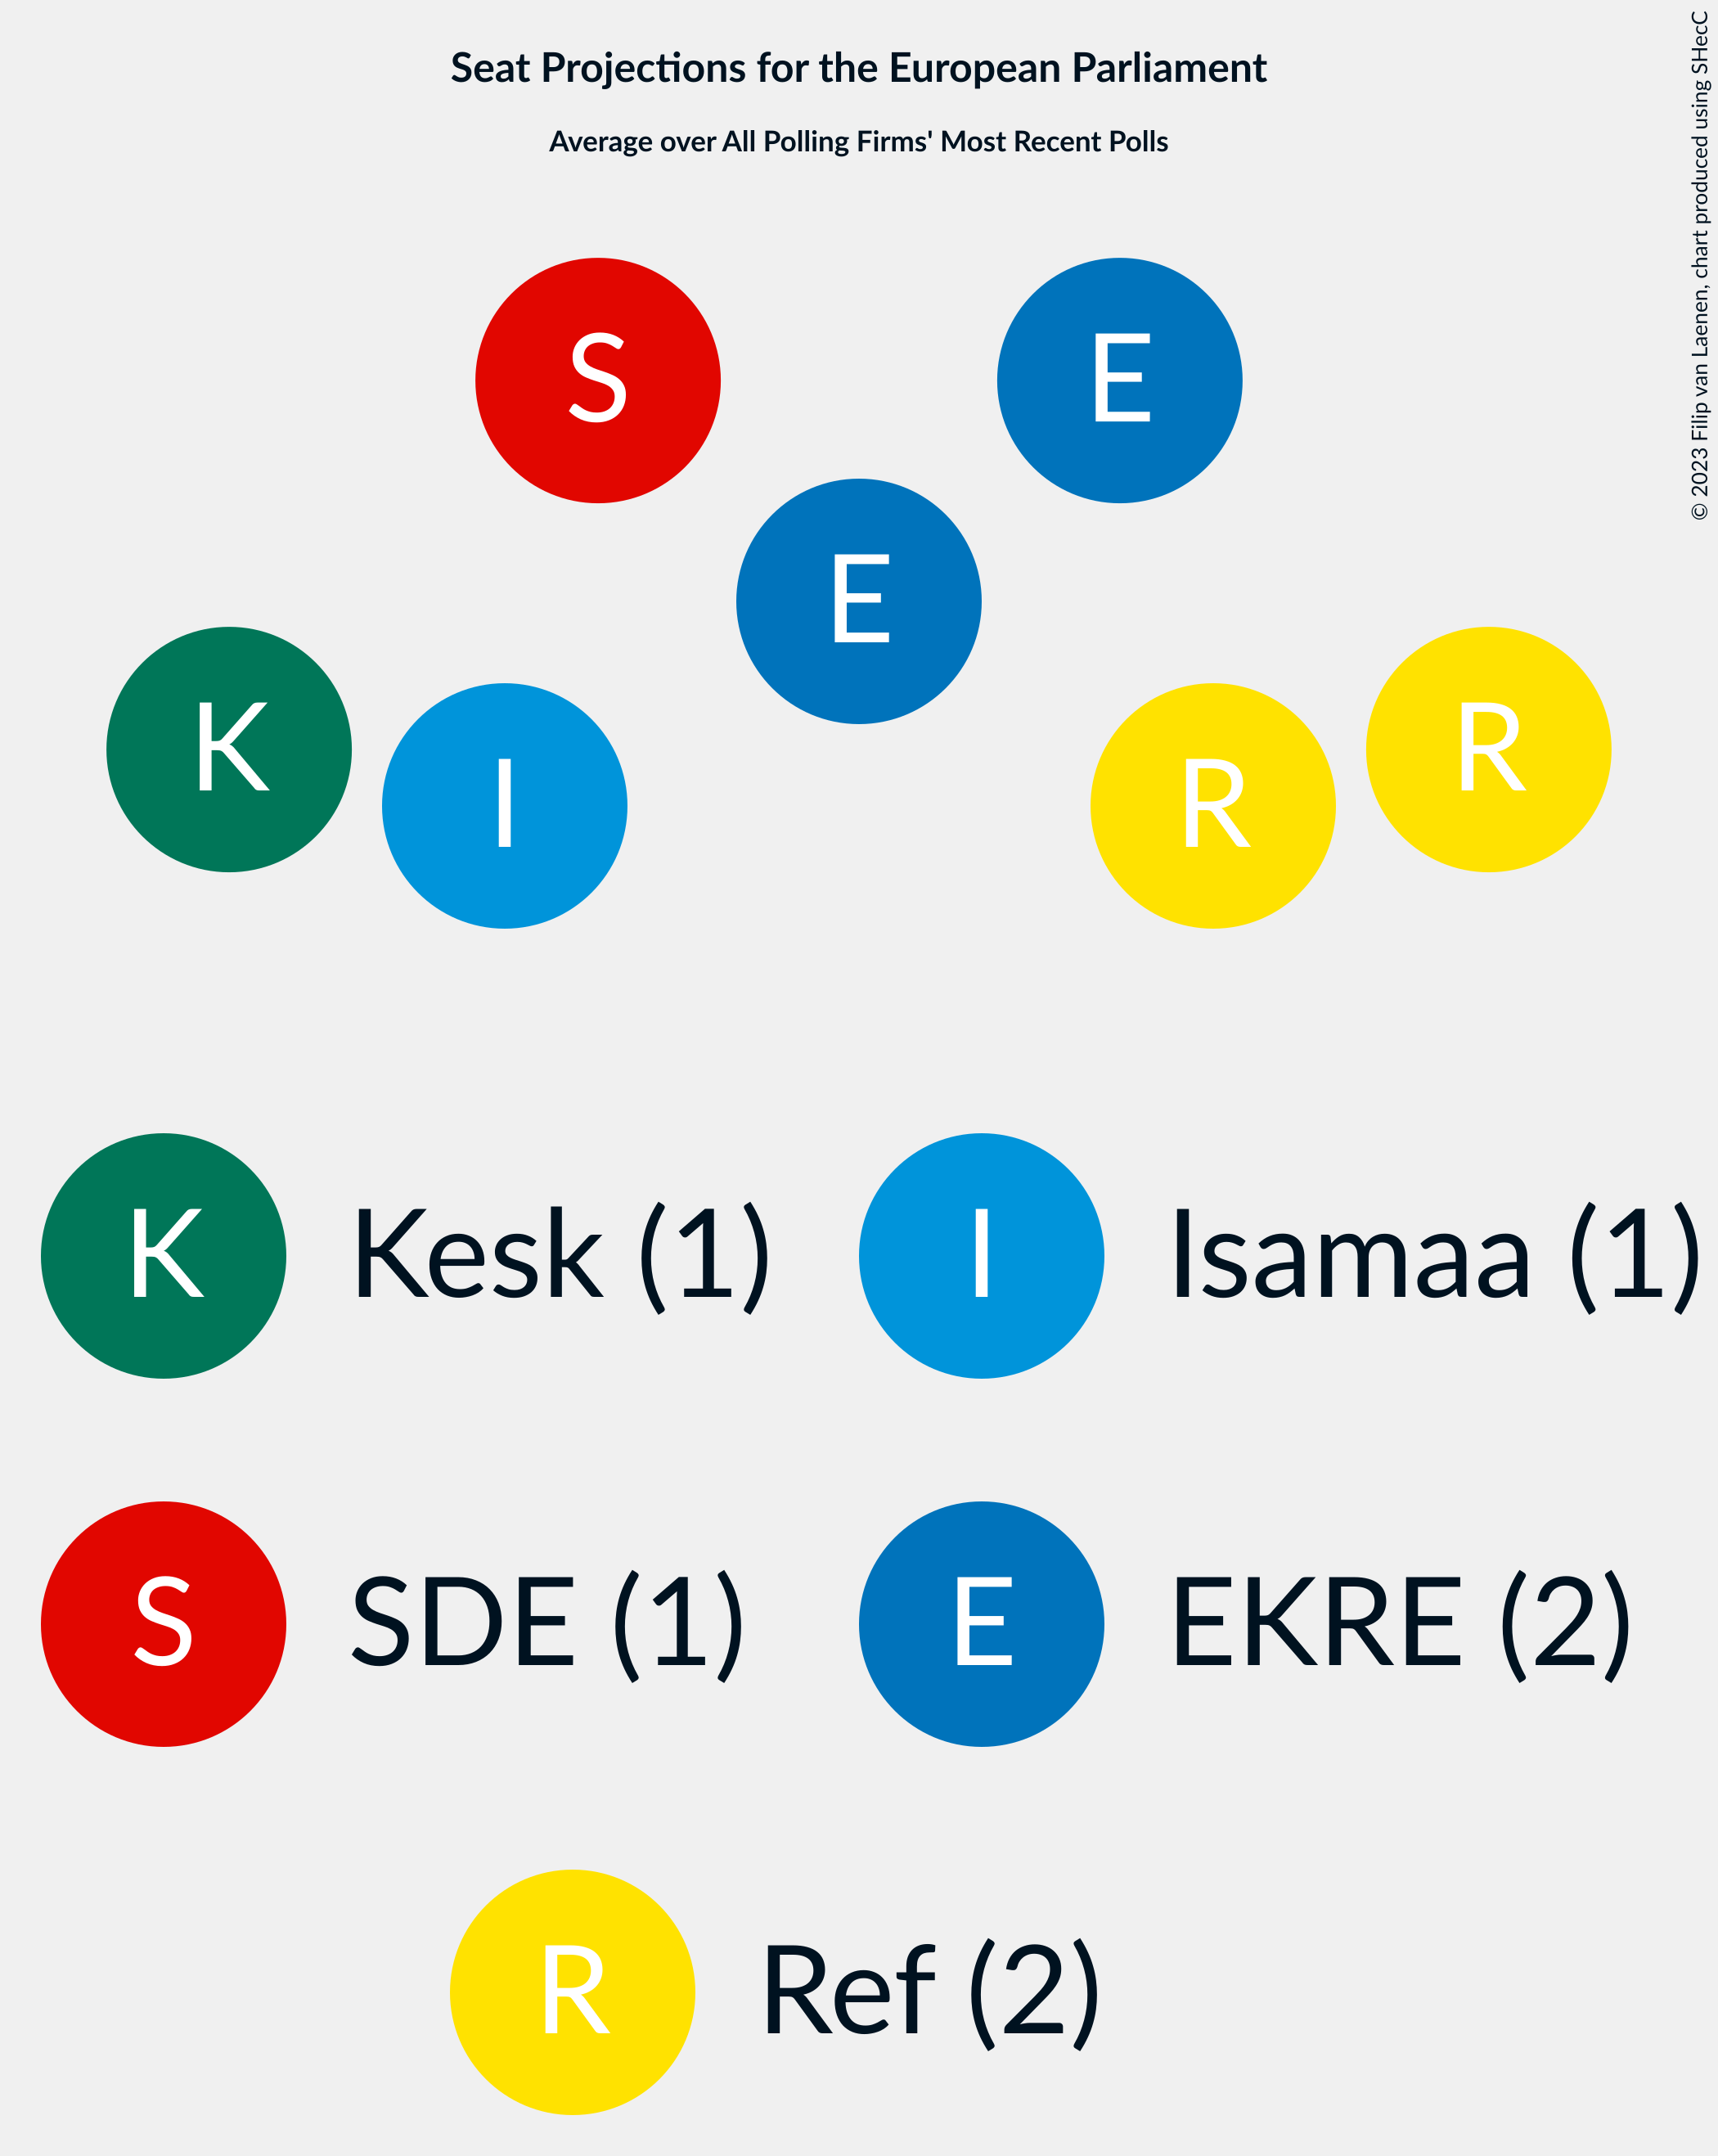 Seat Projections for the European Parliament
Average over All Polling Firms' Most Recent Polls
© 2023 Filip van Laenen, chart produced using SHecC
S
E
E
K
I
R
R
K
Kesk (1)
I
Isamaa (1)
S
SDE (1)
E
EKRE (2)
R
Ref (2)